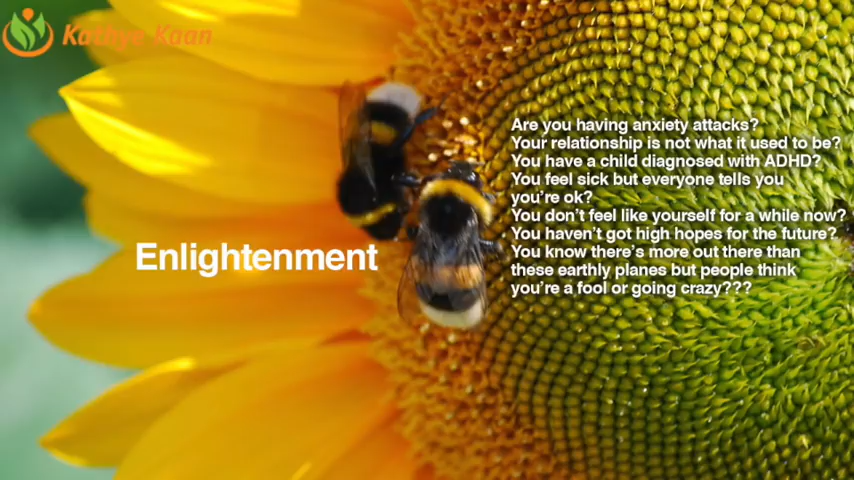 Kathye Kaan
Are you having anxiety attacks?
Your relationship is not what it used to be?
You have a child diagnosed with ADHD?
You feel sick but everyone tells you
you're ok?
You don't feel like yourself for a while now?
You haven't got high hopes for the future?
You know there's more out there than
these earthly planes but people think
you're a fool or going crazy???
Enlightenment